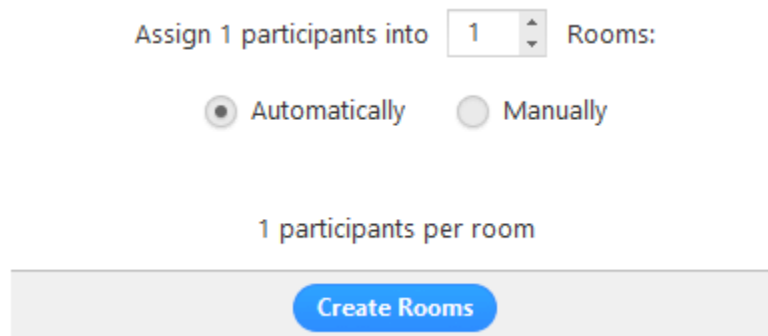 Assign 1 participants into 1 Rooms:
Automatically Manually
1 participants per room
Create Rooms